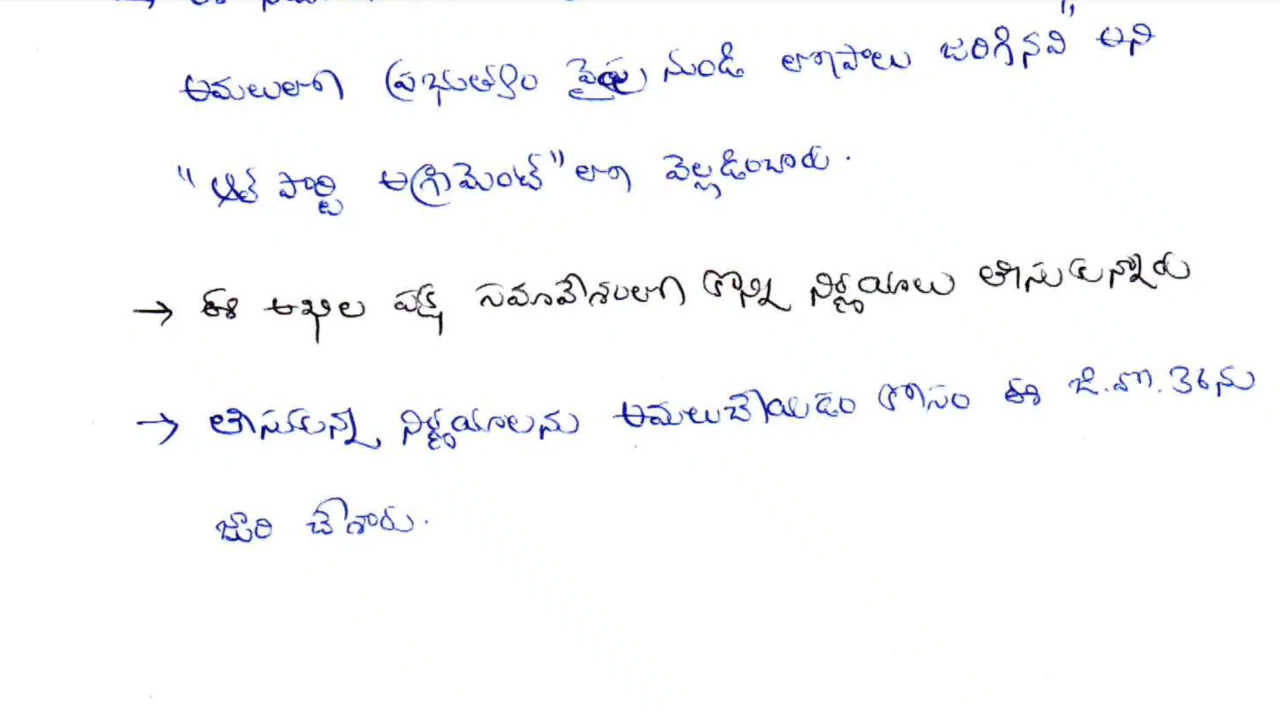 అమలులో ప్రభుత్వం వైపు నుండి లోపాలు జరిగినవి" అని
"ఆల్ పార్టి అగ్రిమెంట్" లో వెల్లడించారు.
→ ఈ అఖిల పక్ష సమావేశంలో కొన్ని నిర్ణయాలు తీసుకున్నారు
→ తీసుకున్న నిర్ణయాలను అమలుచేయడం కోసం ఈ జి.వో.36ను
జారి చేశారు.